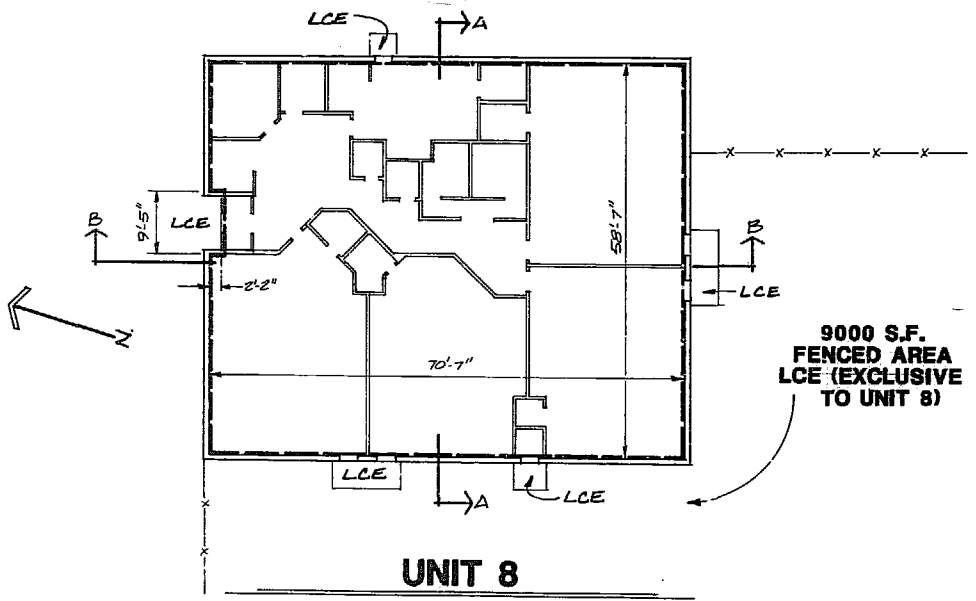 LCE
A
9'-5"
LCE
B
58'-7"
B
2'-2"
LCE
N.
9000 S.F.
FENCED AREA
LCE (EXCLUSIVE
TO UNIT 8)
70'-7"
LCE
A
LCE
UNIT 8